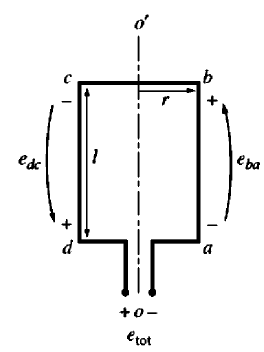 o'
c b
r
− +
e_dc l e_ba
+ −
d a
+ o −
e_tot